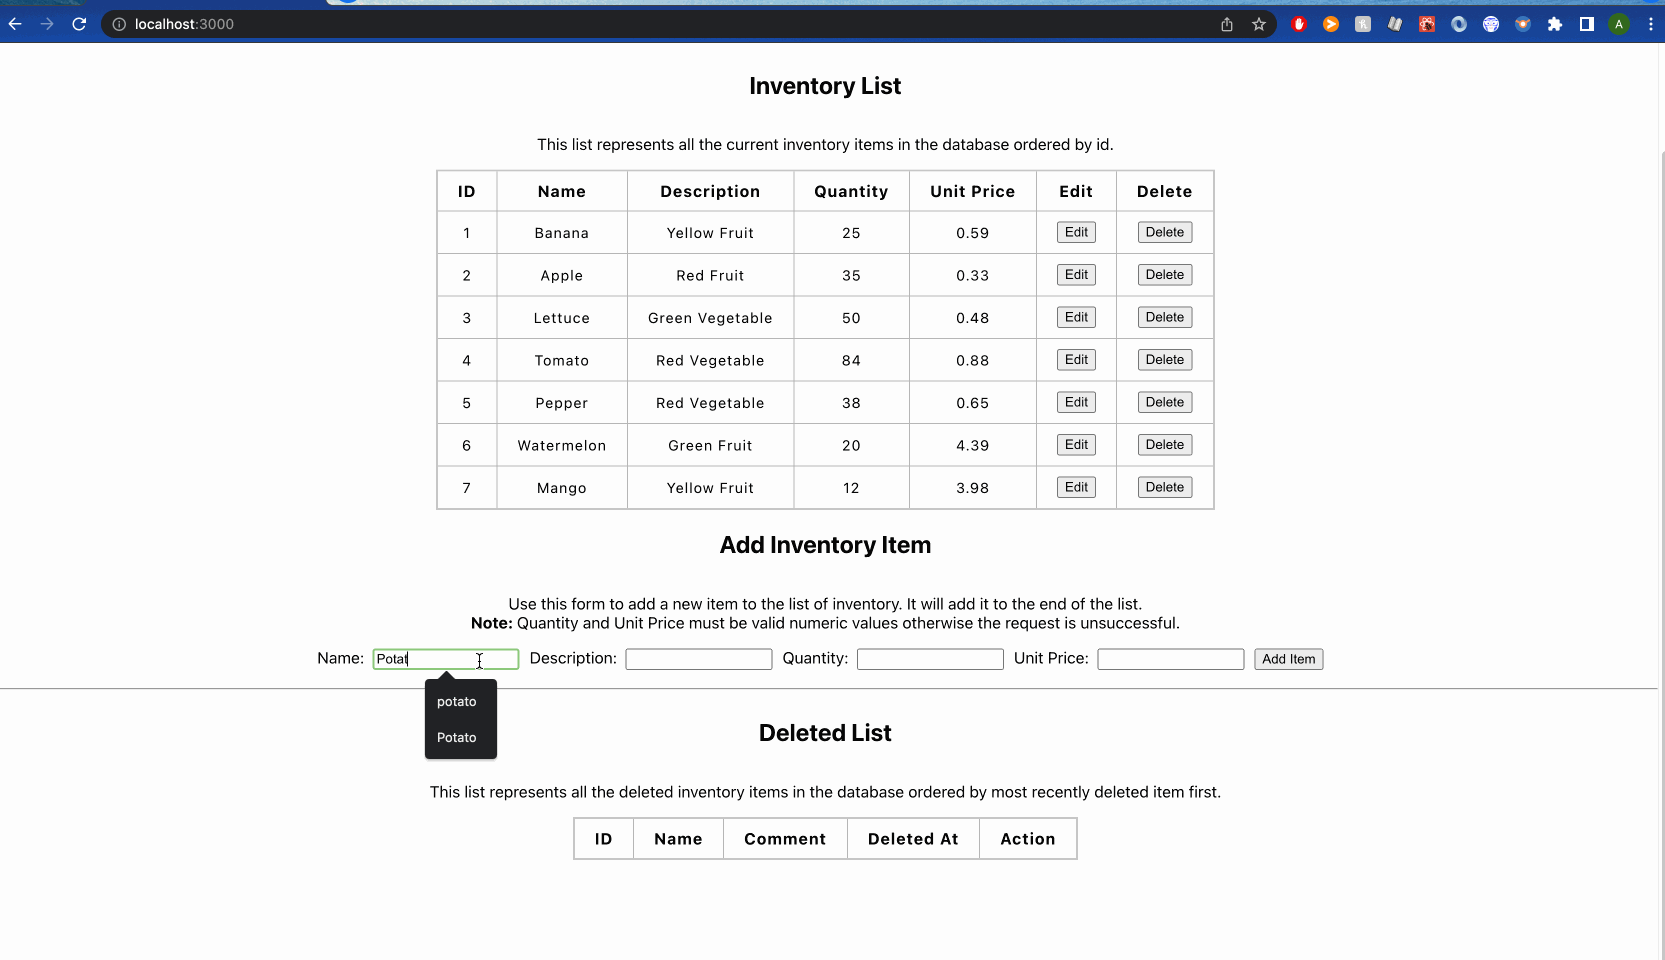 localhost:3000
A
Inventory List
This list represents all the current inventory items in the database ordered by id.
ID Name Description Quantity Unit Price Edit Delete
1 Banana Yellow Fruit 25 0.59 Edit Delete
2 Apple Red Fruit 35 0.33 Edit Delete
3 Lettuce Green Vegetable 50 0.48 Edit Delete
4 Tomato Red Vegetable 84 0.88 Edit Delete
5 Pepper Red Vegetable 38 0.65 Edit Delete
6 Watermelon Green Fruit 20 4.39 Edit Delete
7 Mango Yellow Fruit 12 3.98 Edit Delete
Add Inventory Item
Use this form to add a new item to the list of inventory. It will add it to the end of the list.
Note: Quantity and Unit Price must be valid numeric values otherwise the request is unsuccessful.
Name: Potat Description: Quantity: Unit Price: Add Item
potato
Potato
Deleted List
This list represents all the deleted inventory items in the database ordered by most recently deleted item first.
ID Name Comment Deleted At Action